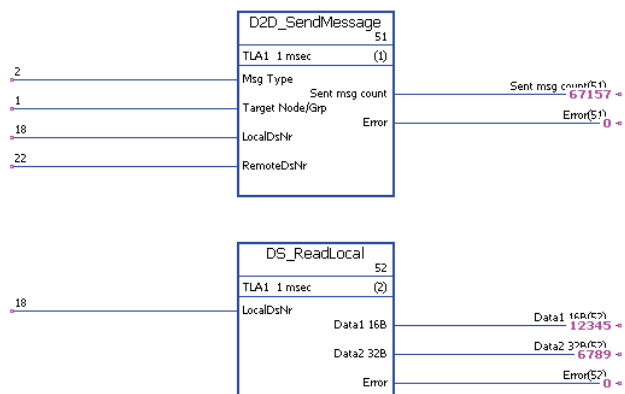 D2D_SendMessage
51
TLA1 1 msec (1)
2
Msg Type
Sent msg count
Sent msg count(51)
67157
1
Target Node/Grp
Error
Error(51)
0
18
LocalDsNr
22
RemoteDsNr
DS_ReadLocal
52
TLA1 1 msec (2)
18
LocalDsNr
Data1 16B
Data1 16B(52)
12345
Data2 32B
Data2 32B(52)
6789
Error
Error(52)
0